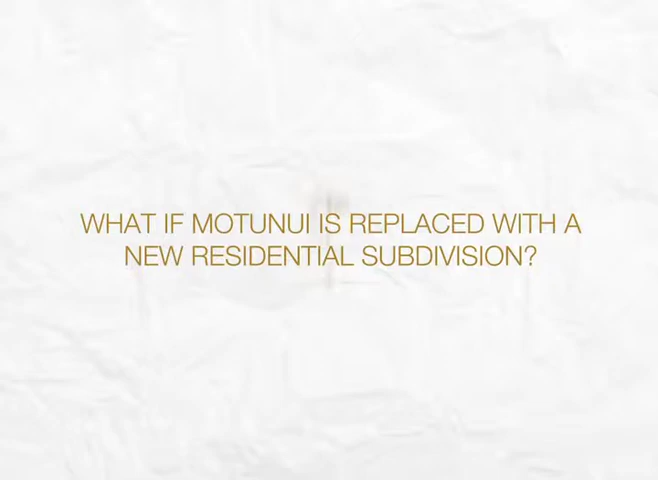 WHAT IF MOTUNUI IS REPLACED WITH A
NEW RESIDENTIAL SUBDIVISION?